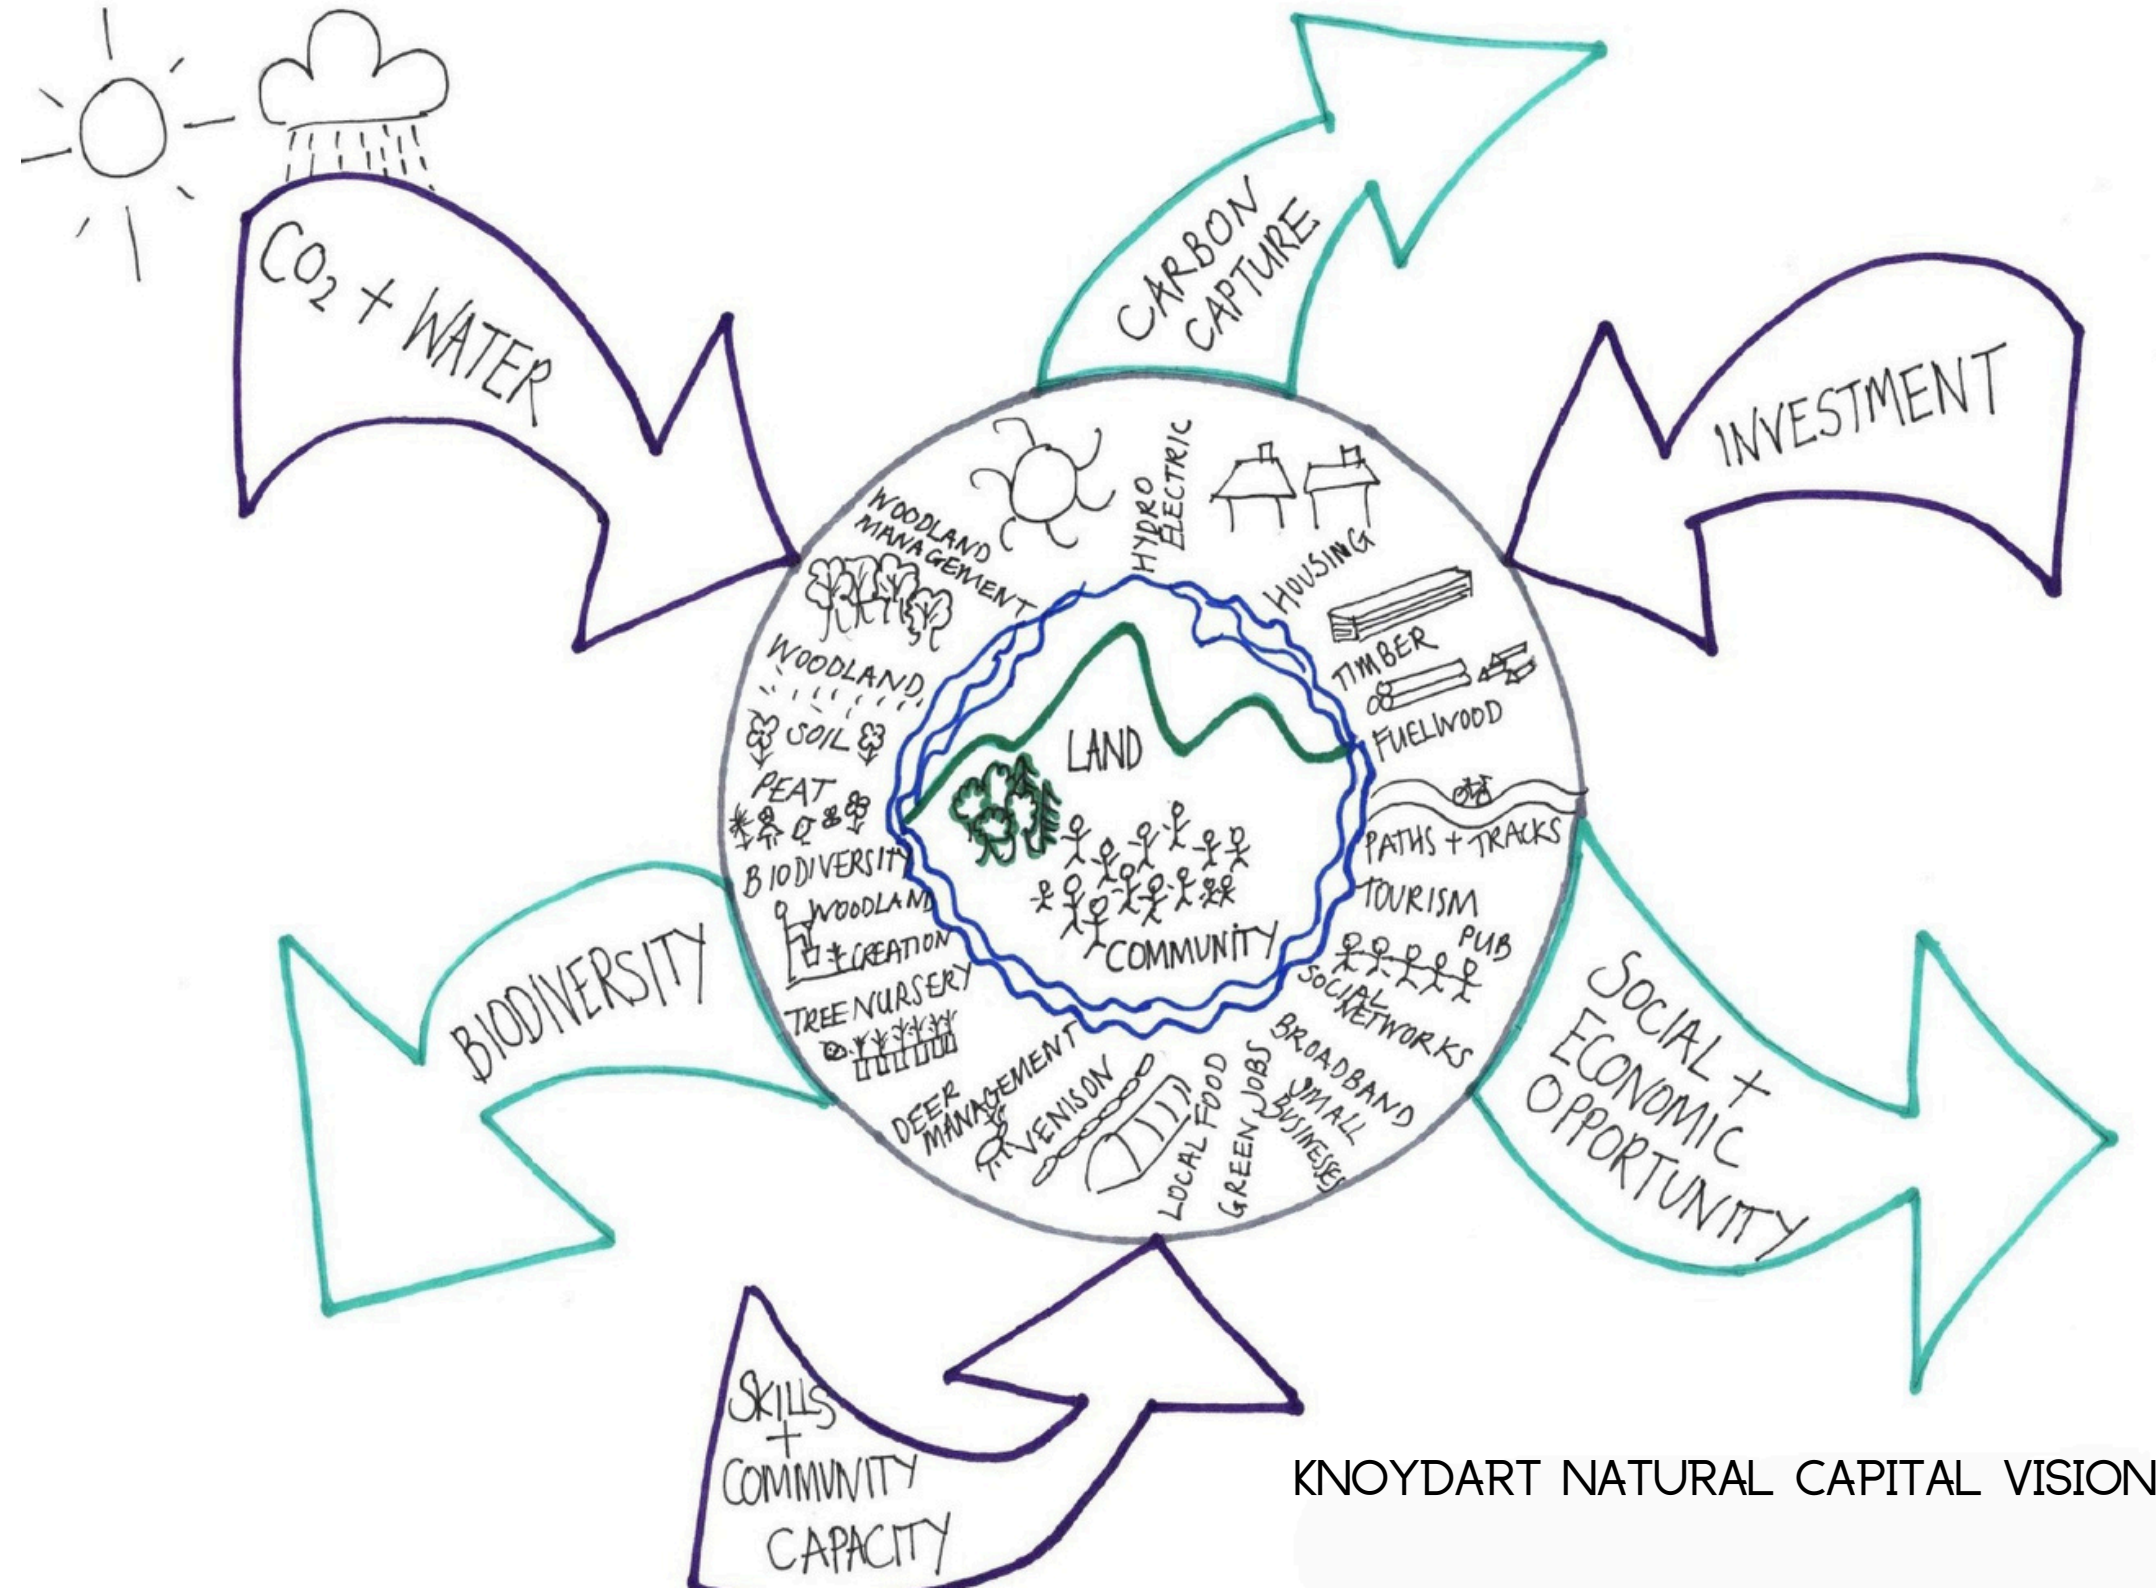 CO₂ + WATER
CARBON
CAPTURE
INVESTMENT
HYDRO
ELECTRIC
HOUSING
TIMBER
FUELWOOD
PATHS + TRACKS
TOURISM
PUB
SOCIAL
NETWORKS
BROADBAND
SMALL
BUSINESSES
GREEN JOBS
LOCAL FOOD
VENISON
DEER
MANAGEMENT
TREE NURSERY
WOODLAND
CREATION
BIODIVERSITY
PEAT
SOIL
WOODLAND
WOODLAND
MANAGEMENT
LAND
COMMUNITY
BIODIVERSITY
SOCIAL +
ECONOMIC
OPPORTUNITY
SKILLS
+
COMMUNITY
CAPACITY
KNOYDART NATURAL CAPITAL VISION